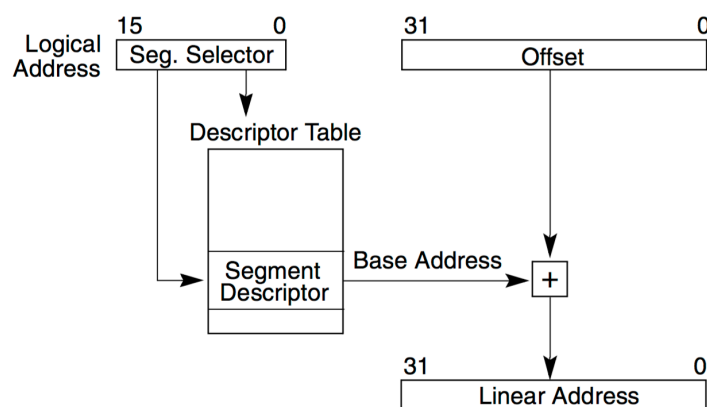 15 0
31 0
Logical
Address
Seg. Selector
Offset
Descriptor Table
Base Address
Segment
Descriptor
+
31 0
Linear Address